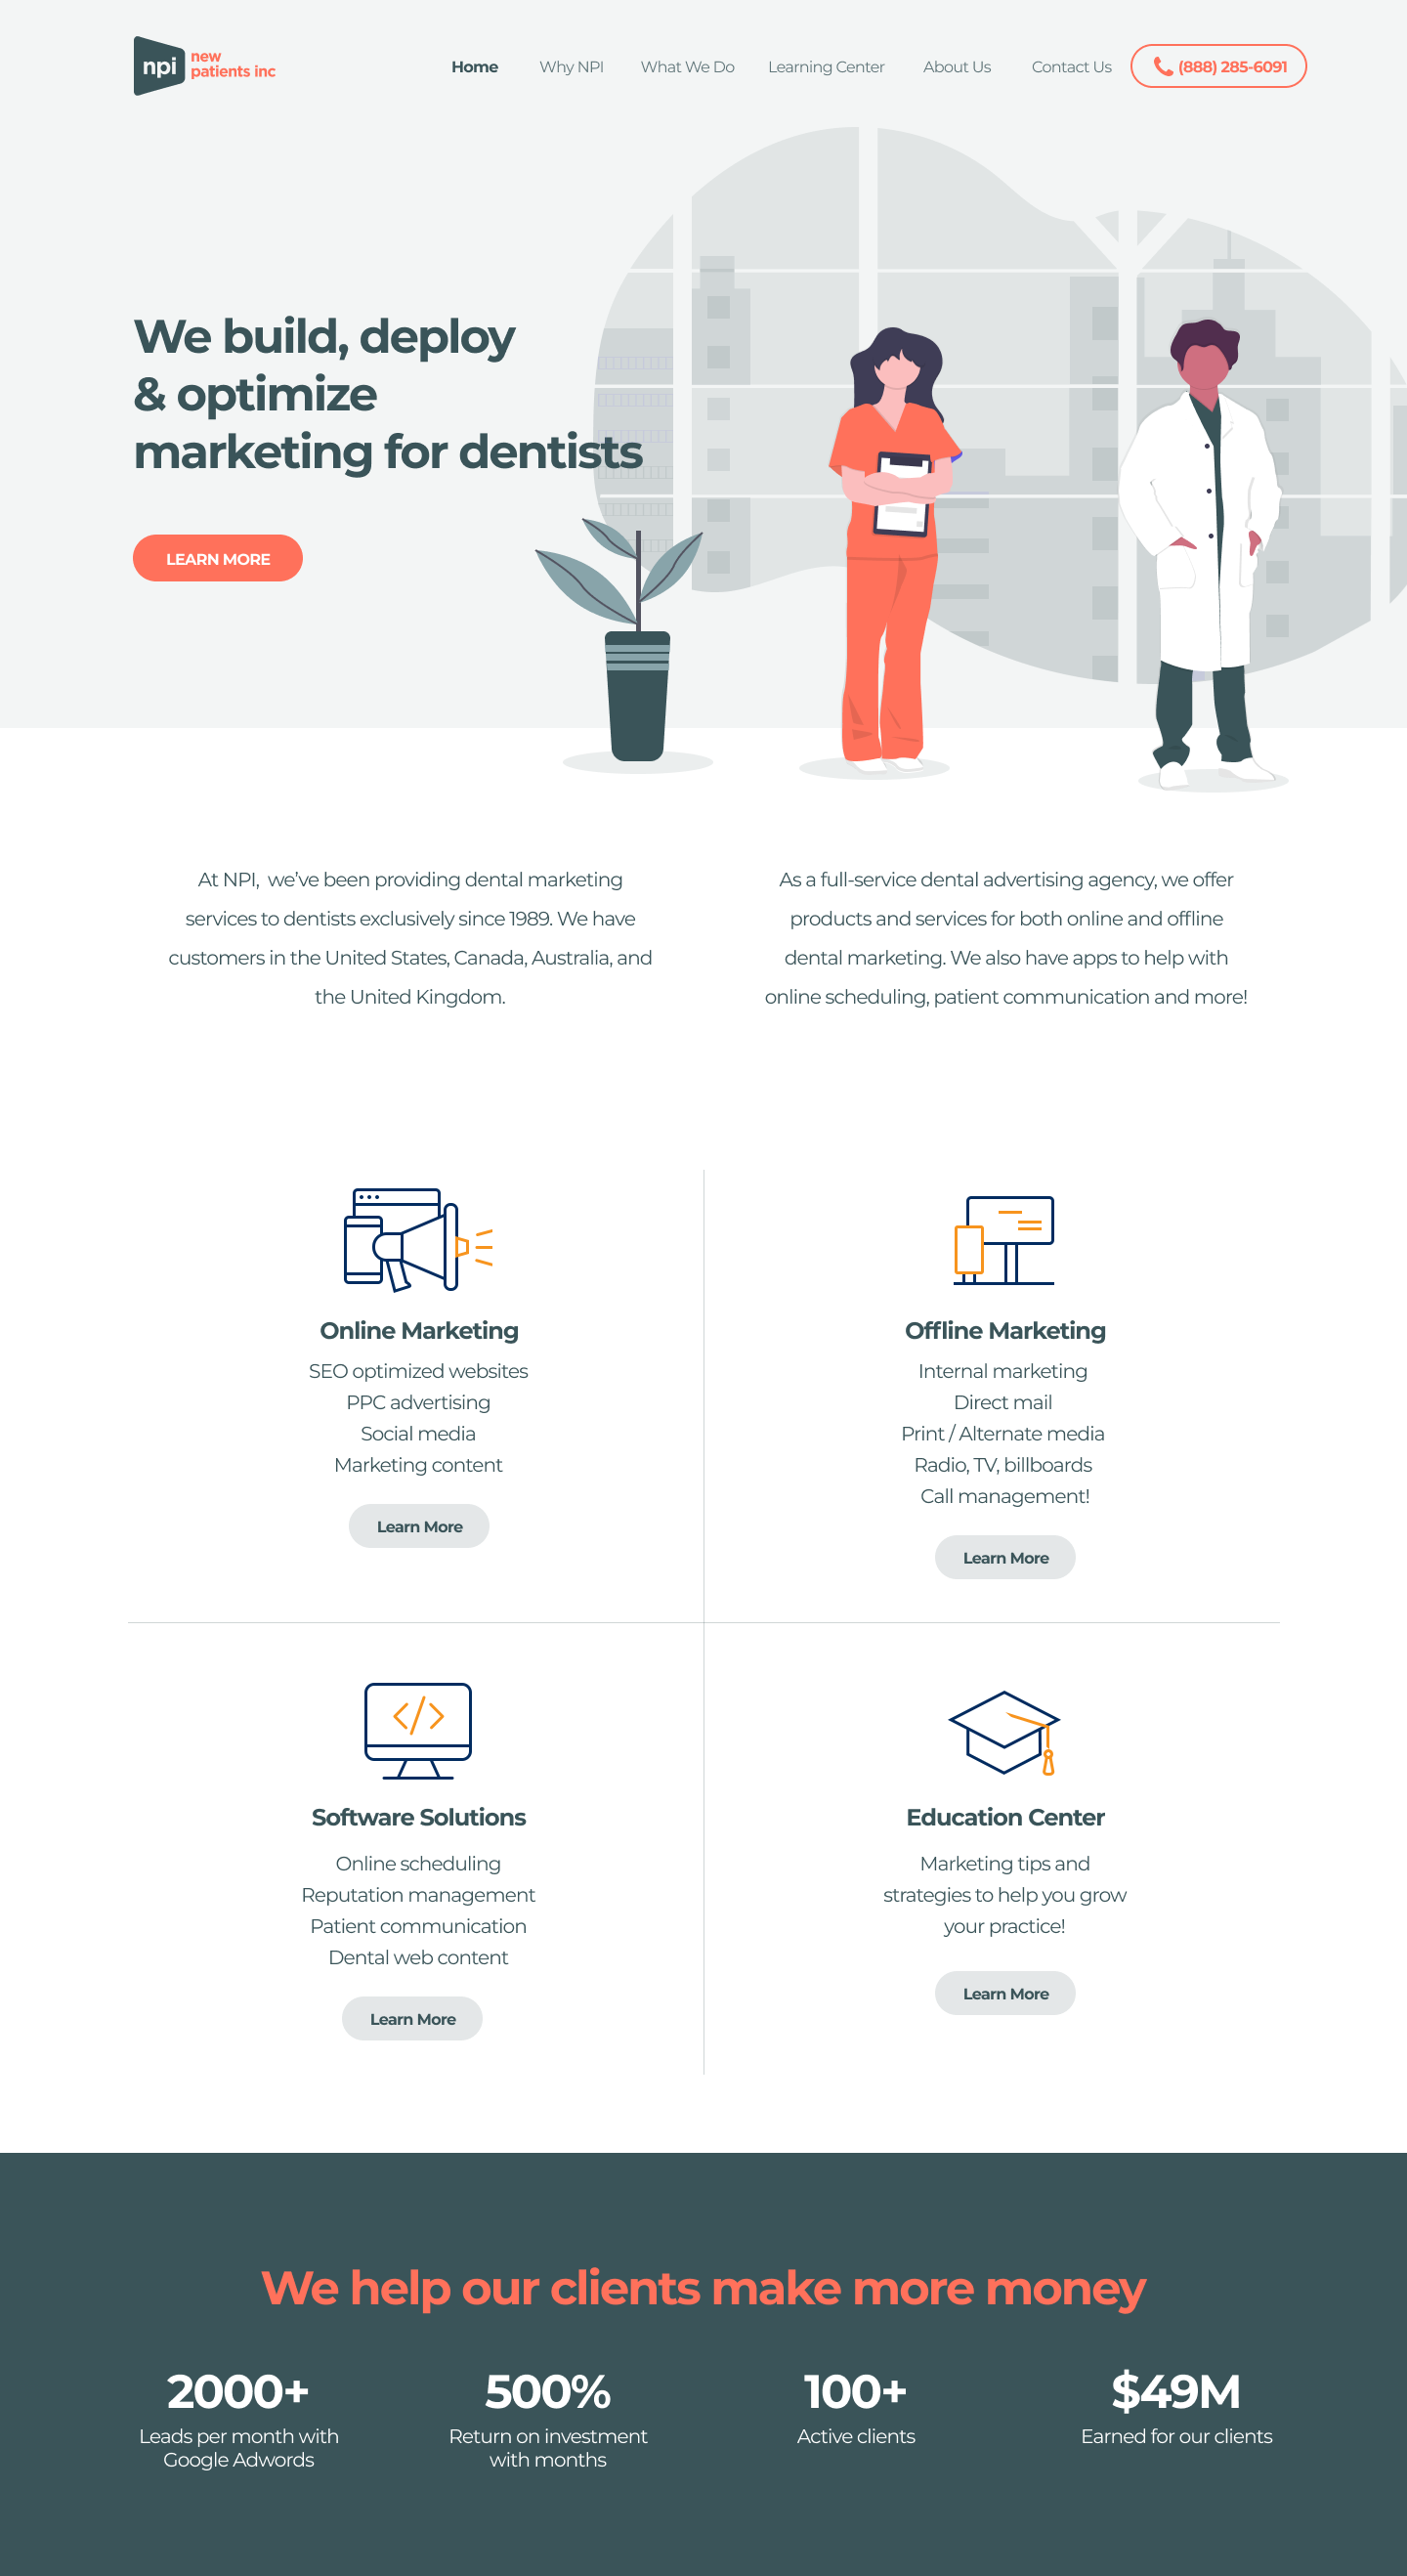 npi
new
patients inc
Home
Why NPI
What We Do
Learning Center
About Us
Contact Us
(888) 285-6091
We build, deploy
& optimize
marketing for dentists
LEARN MORE
At NPI,  we've been providing dental marketing
services to dentists exclusively since 1989. We have
customers in the United States, Canada, Australia, and
the United Kingdom.
As a full-service dental advertising agency, we offer
products and services for both online and offline
dental marketing. We also have apps to help with
online scheduling, patient communication and more!
Online Marketing
SEO optimized websites
PPC advertising
Social media
Marketing content
Learn More
Offline Marketing
Internal marketing
Direct mail
Print / Alternate media
Radio, TV, billboards
Call management!
Learn More
Software Solutions
Online scheduling
Reputation management
Patient communication
Dental web content
Learn More
Education Center
Marketing tips and
strategies to help you grow
your practice!
Learn More
We help our clients make more money
2000+
Leads per month with
Google Adwords
500%
Return on investment
with months
100+
Active clients
$49M
Earned for our clients